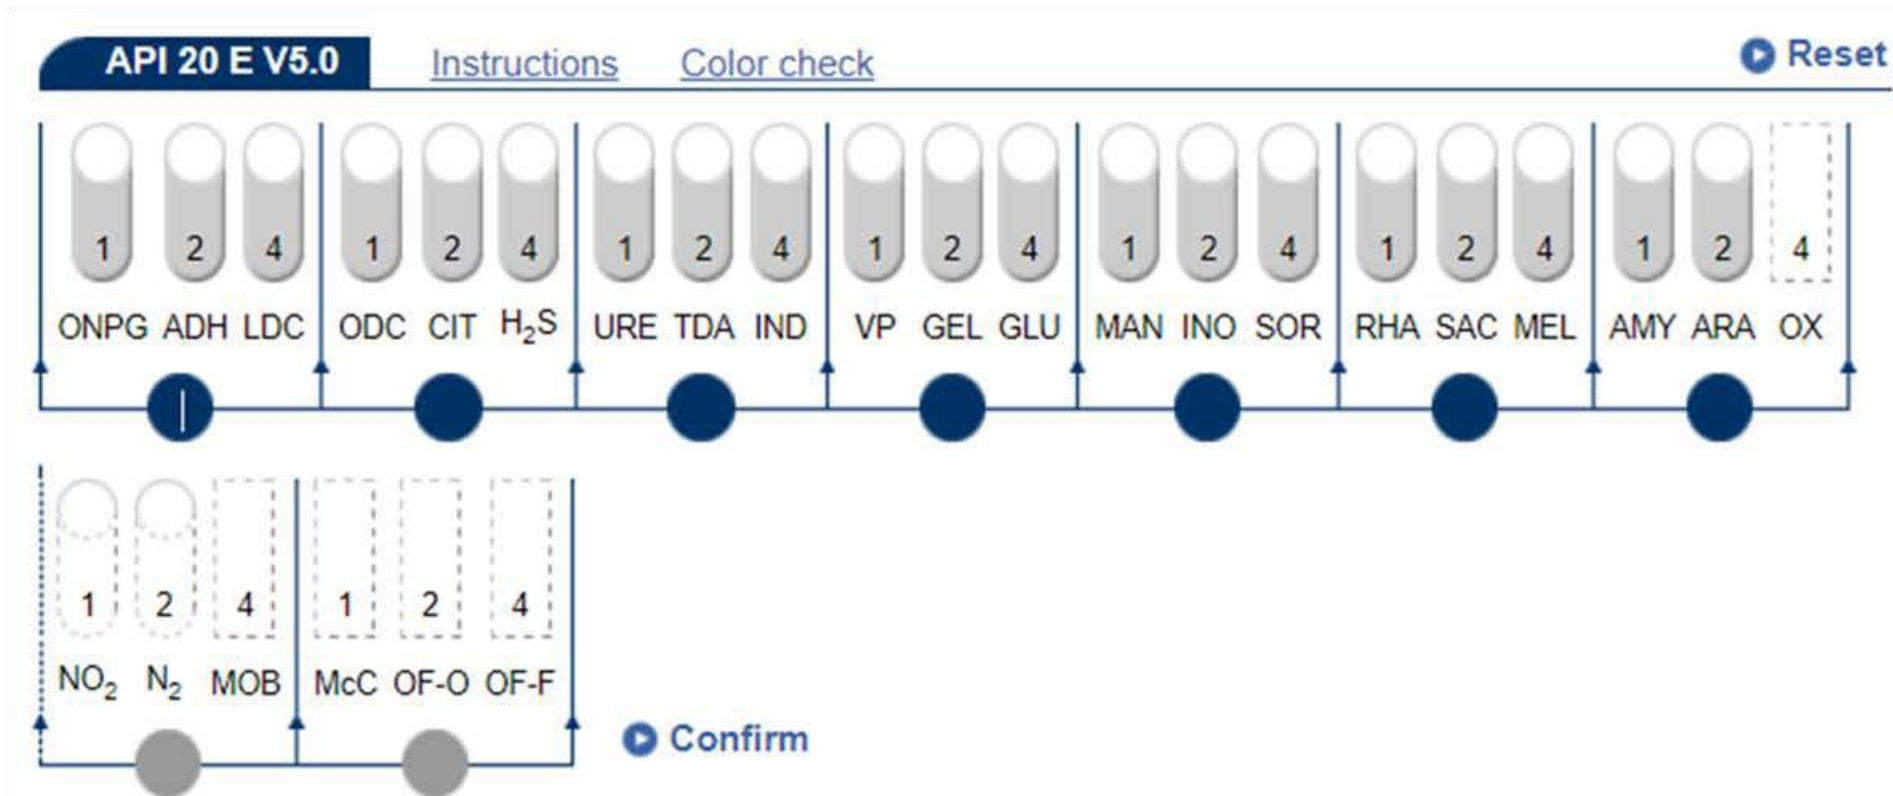 API 20 E V5.0 Instructions Color check Reset
1 2 4 1 2 4 1 2 4 1 2 4 1 2 4 1 2 4 1 2 4
ONPG ADH LDC ODC CIT H₂S URE TDA IND VP GEL GLU MAN INO SOR RHA SAC MEL AMY ARA OX
1 2 4 1 2 4
NO₂ N₂ MOB McC OF-O OF-F
Confirm